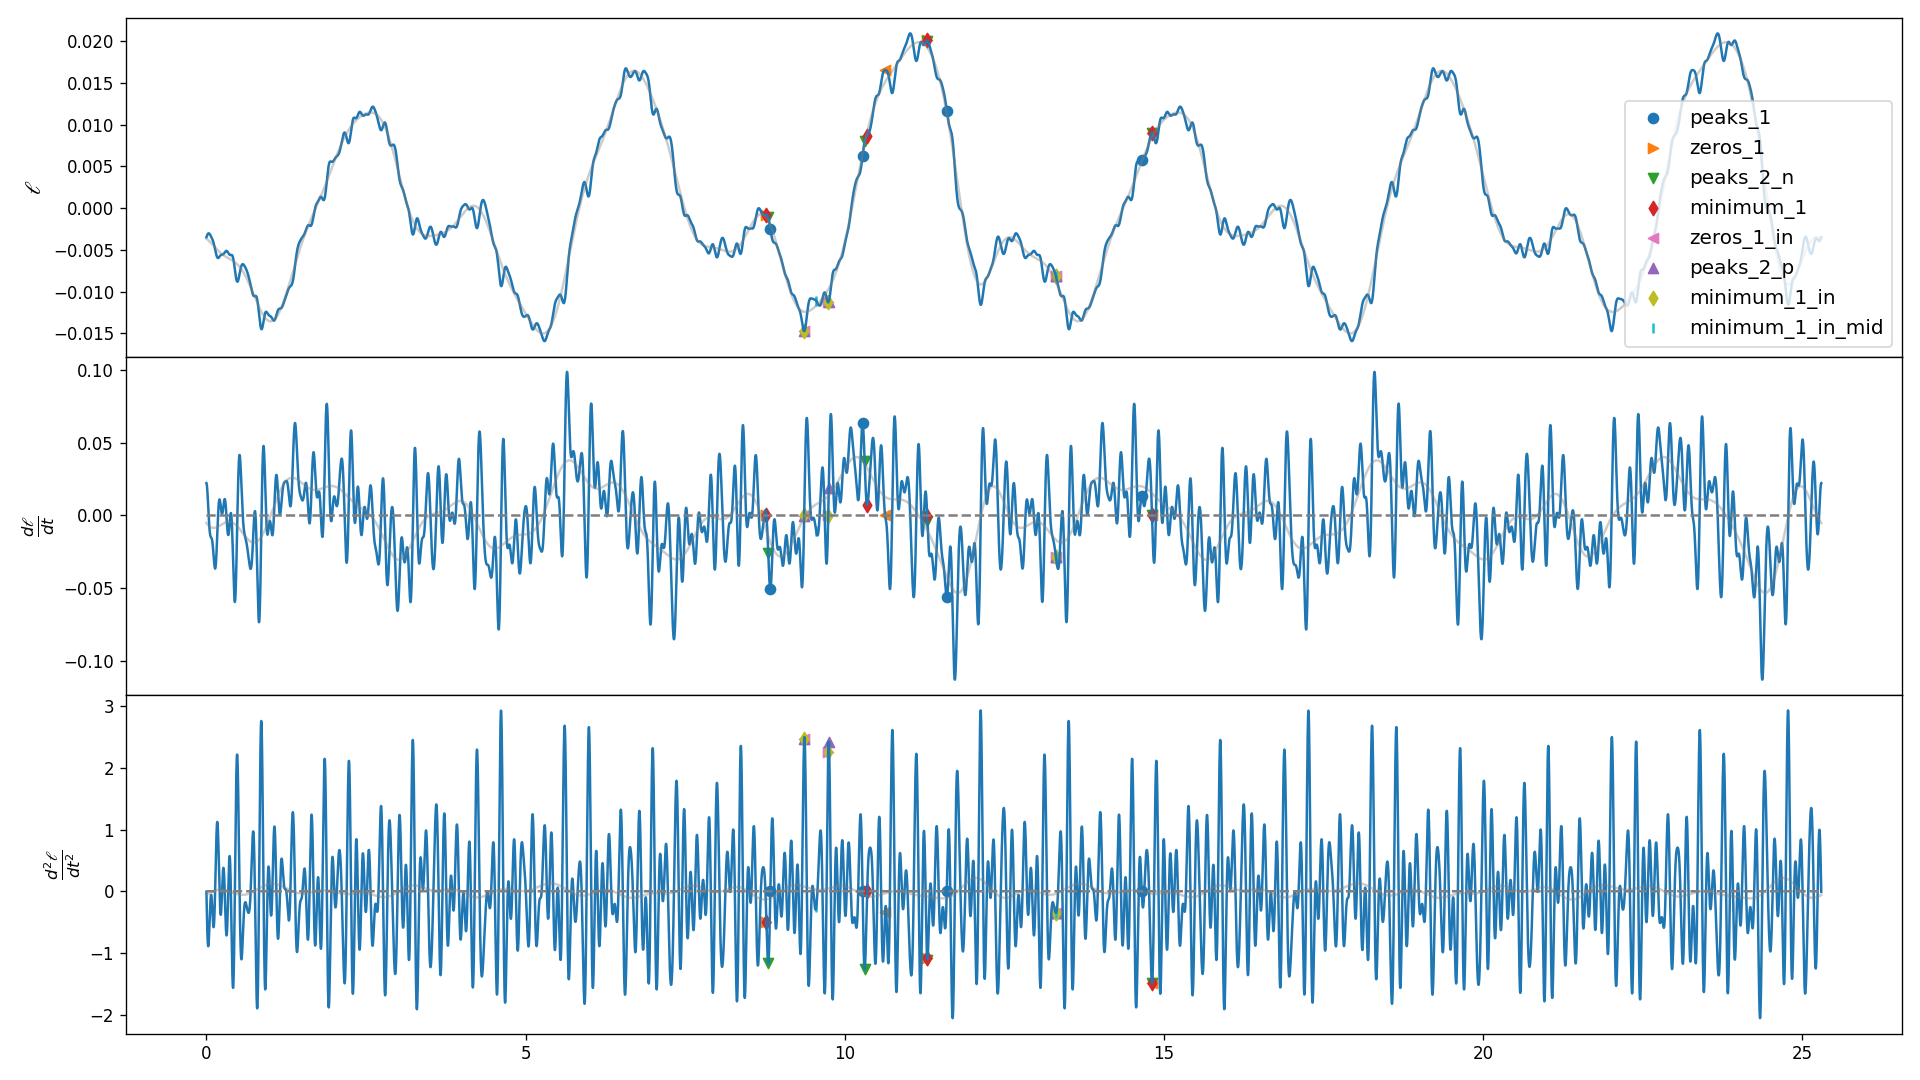 0.020
0.015
0.010
0.005
0.000
−0.005
−0.010
−0.015
ℓ
peaks_1
zeros_1
peaks_2_n
minimum_1
zeros_1_in
peaks_2_p
minimum_1_in
minimum_1_in_mid
0.10
0.05
0.00
−0.05
−0.10
dℓ
dt
3
2
1
0
−1
−2
d²ℓ
dt²
0 5 10 15 20 25